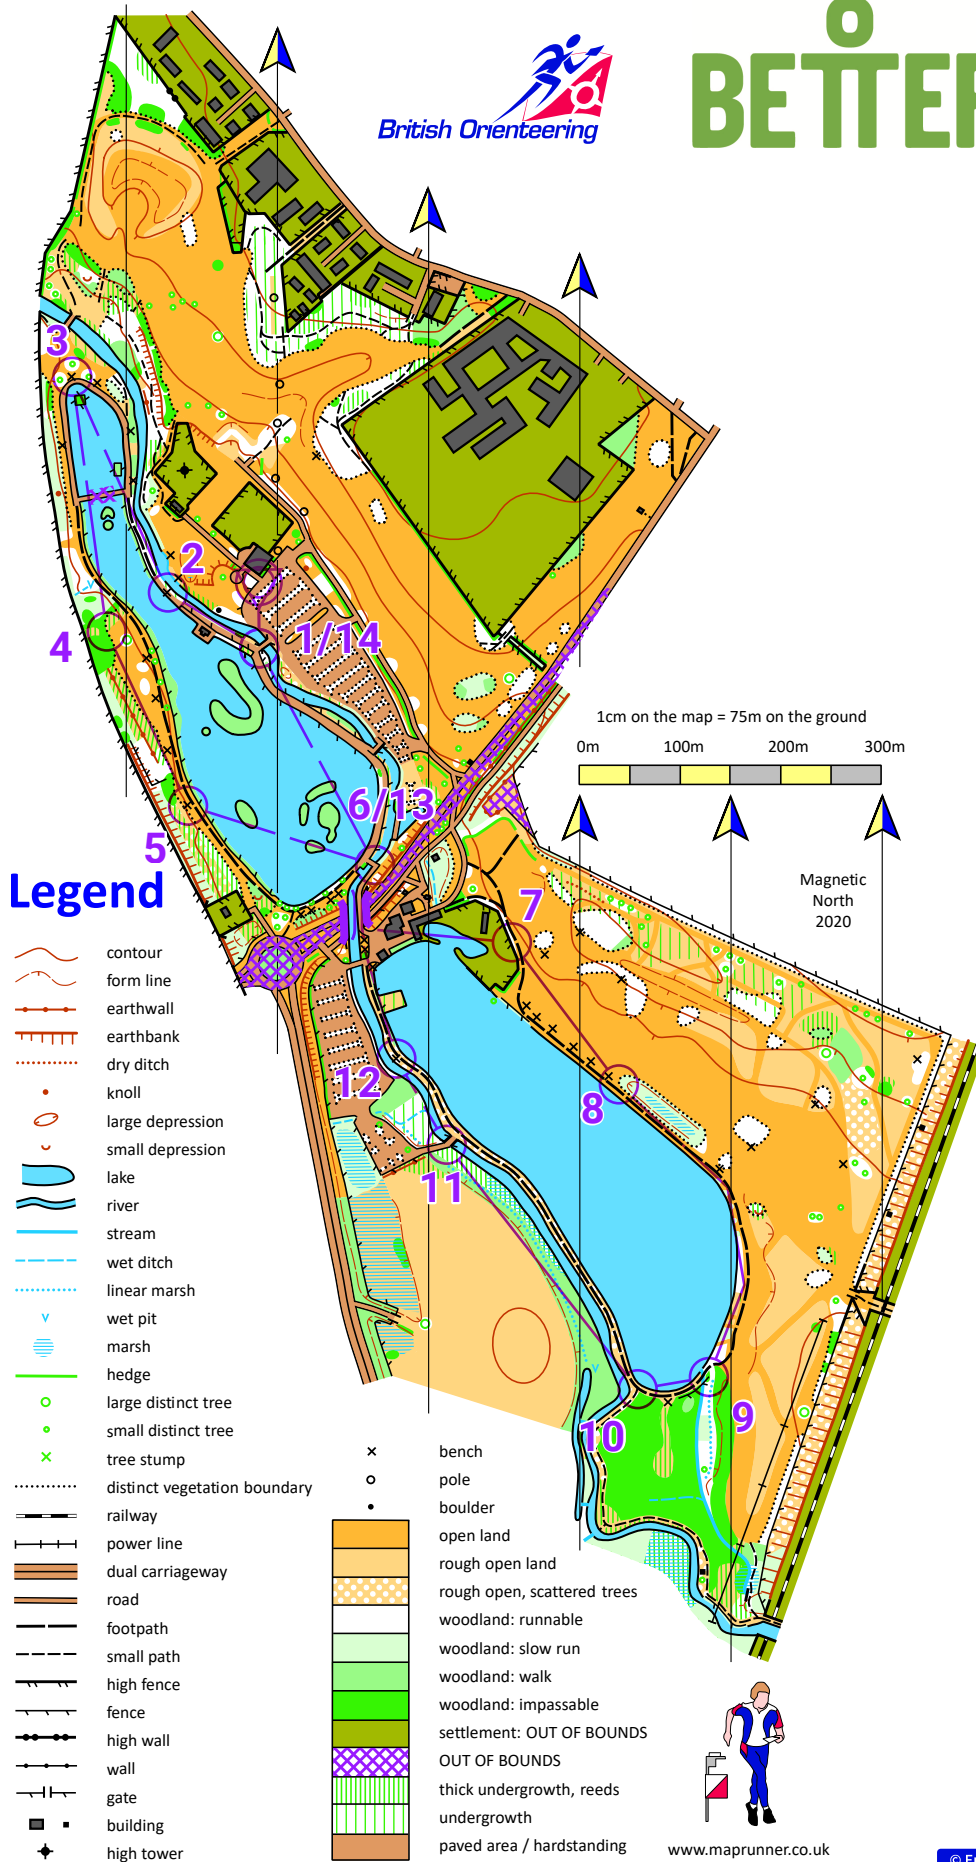 British Orienteering
BETTER
3
2
1/14
4
1cm on the map = 75m on the ground
0m 100m 200m 300m
6/13
5
Legend
Magnetic
North
2020
7
12
8
11
9
10
contour
form line
earthwall
earthbank
dry ditch
knoll
large depression
small depression
lake
river
stream
wet ditch
linear marsh
wet pit
marsh
hedge
large distinct tree
small distinct tree
tree stump
distinct vegetation boundary
railway
power line
dual carriageway
road
footpath
small path
high fence
fence
high wall
wall
gate
building
high tower
bench
pole
boulder
open land
rough open land
rough open, scattered trees
woodland: runnable
woodland: slow run
woodland: walk
woodland: impassable
settlement: OUT OF BOUNDS
OUT OF BOUNDS
thick undergrowth, reeds
undergrowth
paved area / hardstanding
www.maprunner.co.uk